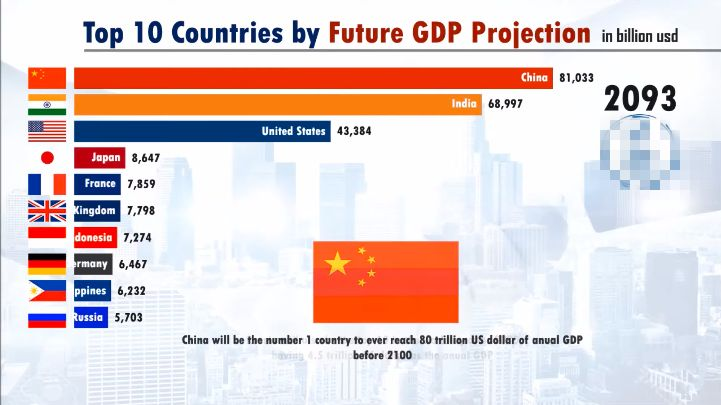 Top 10 Countries by Future GDP Projection in billion usd
China 81,033
2093
India 68,997
United States 43,384
Japan 8,647
France 7,859
Kingdom 7,798
donesia 7,274
ermany 6,467
ppines 6,232
Russia 5,703
China will be the number 1 country to ever reach 80 trillion US dollar of anual GDP
before 2100